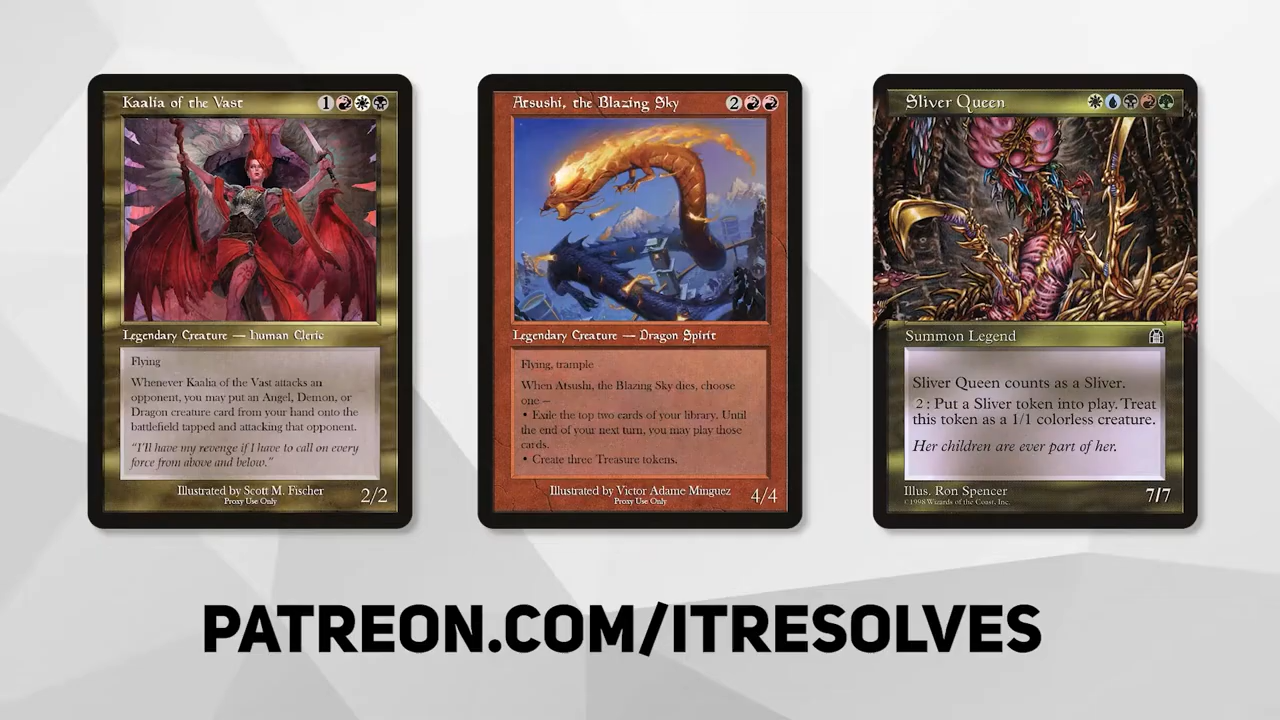 Kaalia of the Vast 1
Legendary Creature — Human Cleric
Flying
Whenever Kaalia of the Vast attacks an
opponent, you may put an Angel, Demon, or
Dragon creature card from your hand onto the
battlefield tapped and attacking that opponent.
"I'll have my revenge if I have to call on every
force from above and below."
Illustrated by Scott M. Fischer
Proxy Use Only
2/2
Atsushi, the Blazing Sky 2
Legendary Creature — Dragon Spirit
Flying, trample
When Atsushi, the Blazing Sky dies, choose
one —
• Exile the top two cards of your library. Until
the end of your next turn, you may play those
cards.
• Create three Treasure tokens.
Illustrated by Victor Adame Minguez
Proxy Use Only
4/4
Sliver Queen
Summon Legend
Sliver Queen counts as a Sliver.
2: Put a Sliver token into play. Treat
this token as a 1/1 colorless creature.
Her children are ever part of her.
Illus. Ron Spencer
©1998 Wizards of the Coast, Inc.
7/7
PATREON.COM/ITRESOLVES